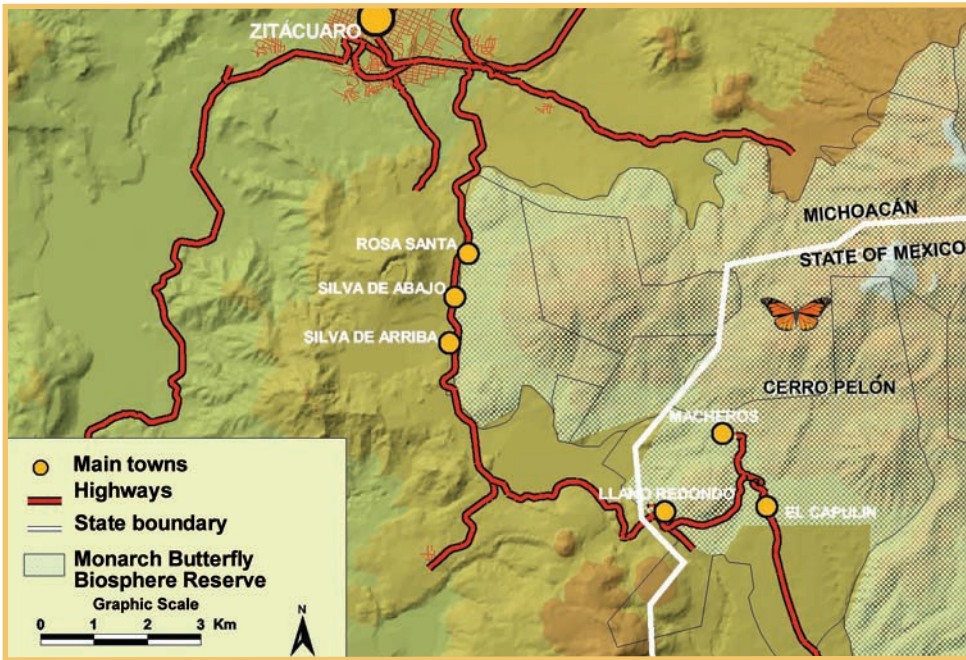 ZITÁCUARO
MICHOACÁN
ROSA SANTA
STATE OF MEXICO
SILVA DE ABAJO
SILVA DE ARRIBA
CERRO PELÓN
MACHEROS
LLANO REDONDO
EL CAPULIN
Main towns
Highways
State boundary
Monarch Butterfly
Biosphere Reserve
Graphic Scale
0 1 2 3 Km
N